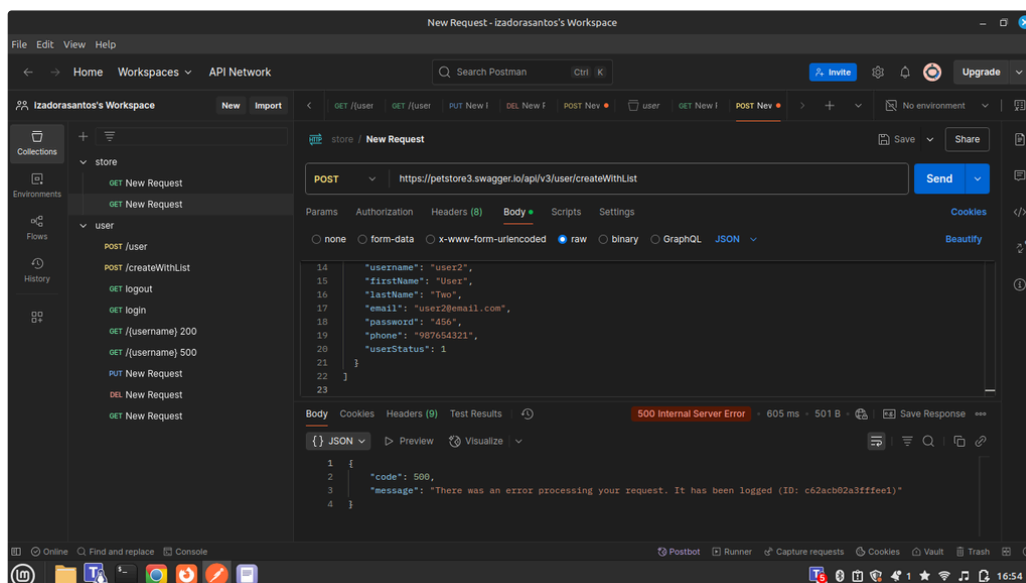 New Request - izadorasantos's Workspace
File Edit View Help
Home Workspaces API Network Search Postman Ctrl K Invite Upgrade
izadorasantos's Workspace New Import GET /{user GET /{user PUT New I DEL New F POST Nev user GET New I POST Nev No environment
Collections
Environments
Flows
History
store
GET New Request
GET New Request
user
POST /user
POST /createWithList
GET logout
GET login
GET /{username} 200
GET /{username} 500
PUT New Request
DEL New Request
GET New Request
HTTP store / New Request Save Share
POST https://petstore3.swagger.io/api/v3/user/createWithList Send
Params Authorization Headers (8) Body Scripts Settings Cookies
none form-data x-www-form-urlencoded raw binary GraphQL JSON Beautify
14 "username": "user2",
15 "firstName": "User",
16 "lastName": "Two",
17 "email": "user2@email.com",
18 "password": "456",
19 "phone": "987654321",
20 "userStatus": 1
21 }
22 ]
23
Body Cookies Headers (9) Test Results 500 Internal Server Error 605 ms 501 B Save Response
{} JSON Preview Visualize
1 {
2 "code": 500,
3 "message": "There was an error processing your request. It has been logged (ID: c62acb02a3fffee1)"
4 }
Online Find and replace Console Postbot Runner Capture requests Cookies Vault Trash
5 1 16:54